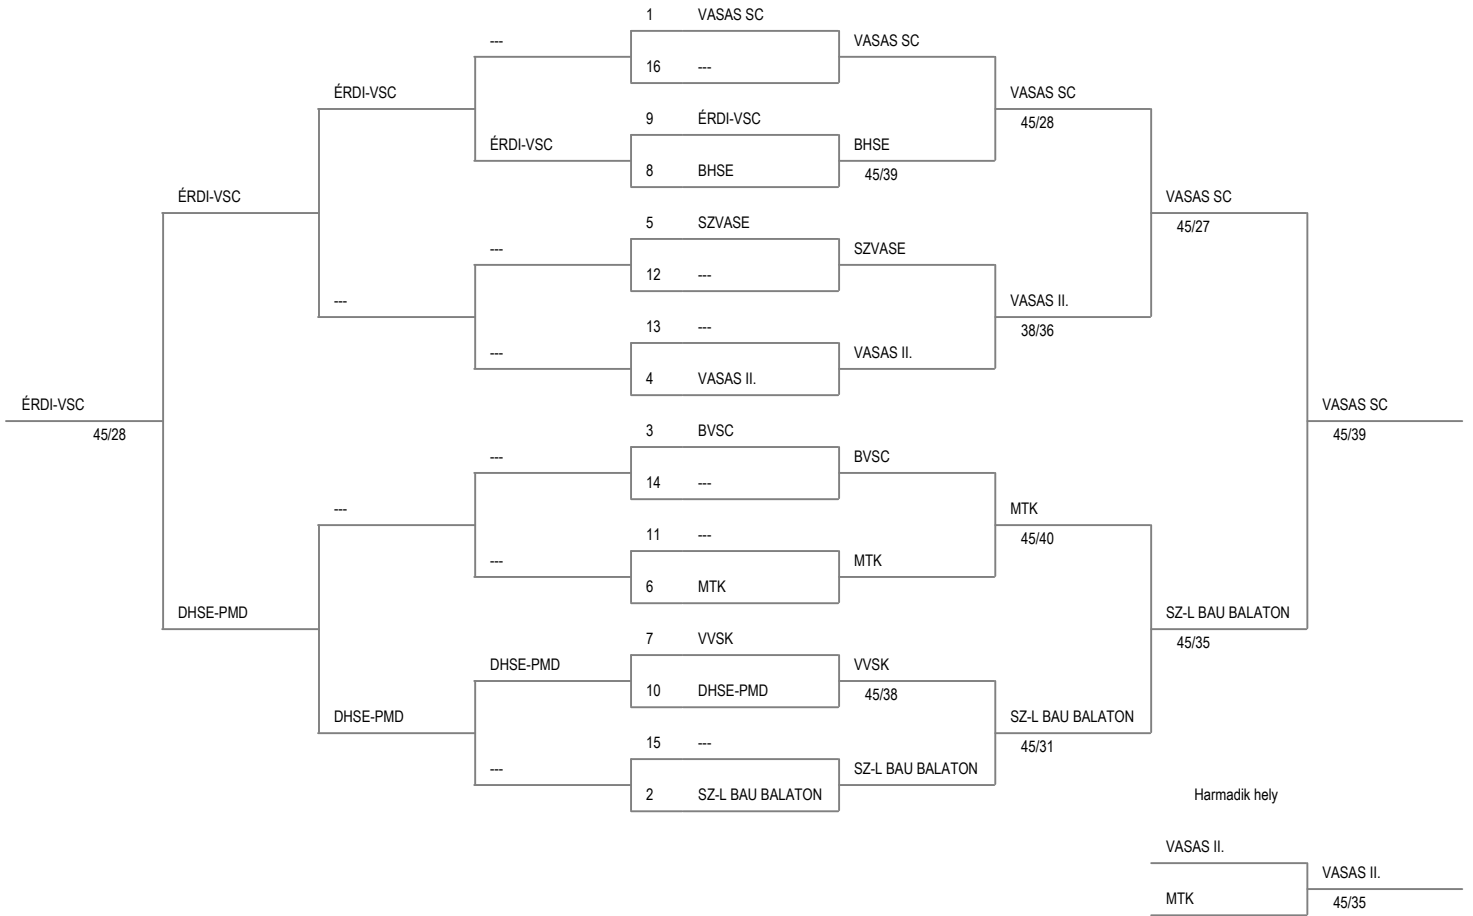 1 VASAS SC
--- VASAS SC
16 ---
ÉRDI-VSC VASAS SC
9 ÉRDI-VSC 45/28
ÉRDI-VSC BHSE
8 BHSE 45/39
ÉRDI-VSC VASAS SC
5 SZVASE 45/27
--- SZVASE
12 ---
--- VASAS II.
13 --- 38/36
--- VASAS II.
4 VASAS II.
ÉRDI-VSC VASAS SC
45/28 3 BVSC 45/39
--- BVSC
14 ---
--- MTK
11 --- 45/40
--- MTK
6 MTK
DHSE-PMD SZ-L BAU BALATON
7 VVSK 45/35
DHSE-PMD VVSK
10 DHSE-PMD 45/38
DHSE-PMD SZ-L BAU BALATON
15 --- 45/31
--- SZ-L BAU BALATON
2 SZ-L BAU BALATON Harmadik hely
VASAS II.
VASAS II.
MTK 45/35